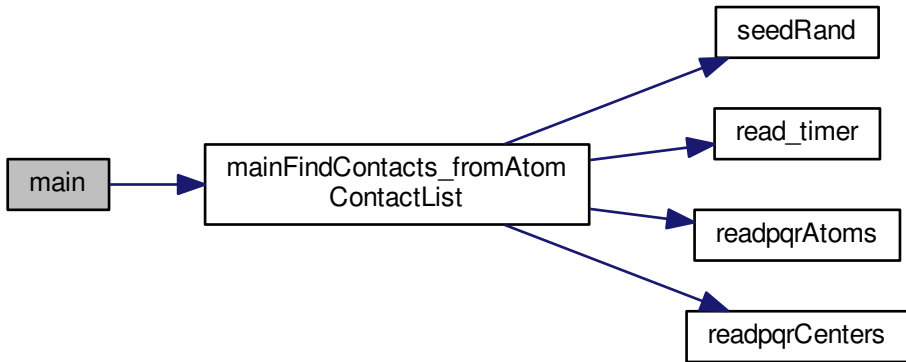 main
mainFindContacts_fromAtom
ContactList
seedRand
read_timer
readpqrAtoms
readpqrCenters